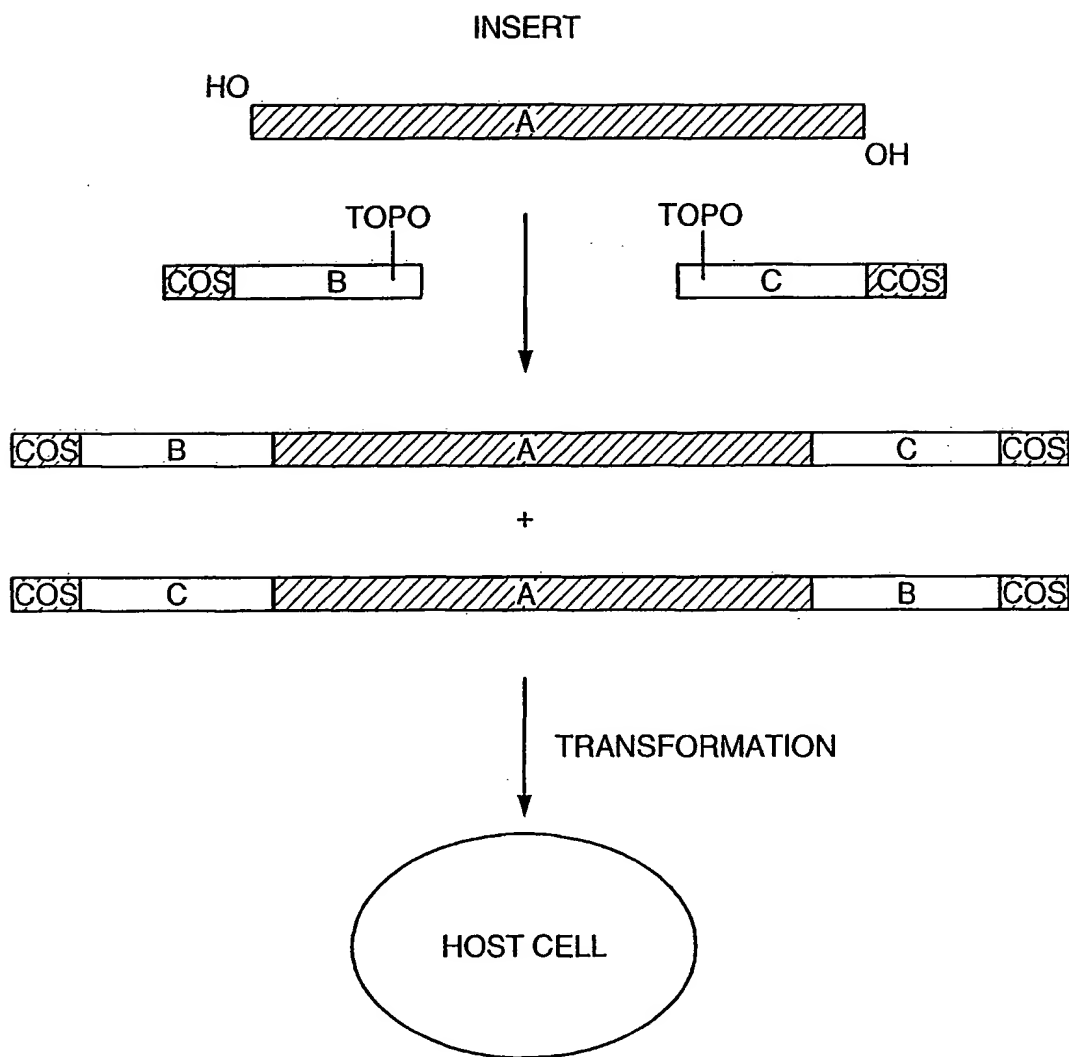 INSERT
HO
A
OH
TOPO TOPO
COS B C COS
COS B A C COS
+
COS C A B COS
TRANSFORMATION
HOST CELL